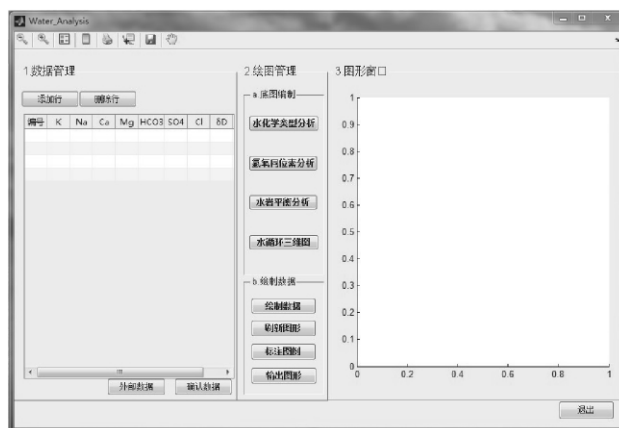 Water_Analysis
1 数据管理
添加行 删除行
编号 K Na Ca Mg HCO3 SO4 Cl δD
外部数据 确认数据
2 绘图管理
a 底图绘制
水化学类型分析
氢氧同位素分析
水岩平衡分析
水循环三维图
b 绘制数据
绘制数据
刷新图形
标注图例
输出图形
3 图形窗口
1
0.9
0.8
0.7
0.6
0.5
0.4
0.3
0.2
0.1
0
0 0.2 0.4 0.6 0.8 1
退出